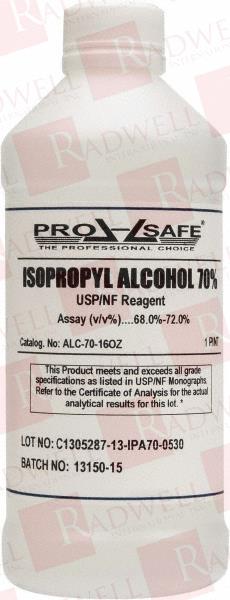 RADWELL
INTERNATIONAL, INC.
PRO SAFE®
THE PROFESSIONAL CHOICE
ISOPROPYL ALCOHOL 70%
USP/NF Reagent
Assay (v/v%)....68.0%-72.0%
Catalog. No: ALC-70-16OZ 1 PINT
This Product meets and exceeds all grade
specifications as listed in USP/NF Monographs.
Refer to the Certificate of Analysis for the actual
analytical results for this lot. *
LOT NO: C1305287-13-IPA70-0530
BATCH NO: 13150-15